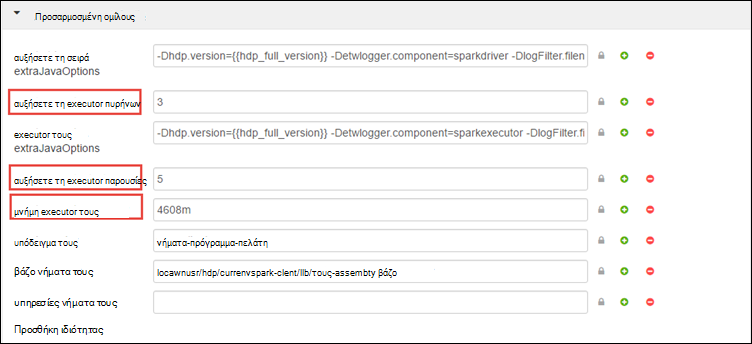 Προσαρμοσμένη ομίλους :
αυξήσετε τη σειρά
extraJavaOptions
-Dhdp.version={{hdp_full_version}} -Detwlogger.component=sparkdriver -DlogFilter.filen
αυξήσετε τη executor πυρήνων
3
executor τους
extraJavaOptions
-Dhdp.version={{hdp_full_version}} -Detwlogger.component=sparkexecutor -DlogFilter.fi
αυξήσετε τη executor παρουσίες
5
μνήμη executor τους
4608m
υπόδειγμα τους
νήματα-πρόγραμμα-πελάτη
βάζο νήματα τους
locawnusr/hdp/currenvspark-clent/llb/τους-assembty βάζο
υπηρεσίες νήματα τους
Προσθήκη ιδιότητας